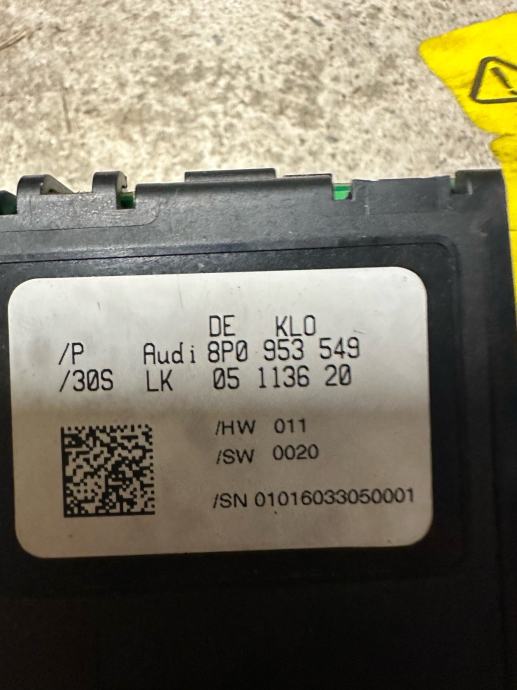 DE KLO
/P Audi 8P0 953 549
/30S LK 05 1136 20
/HW 011
/SW 0020
/SN 01016033050001